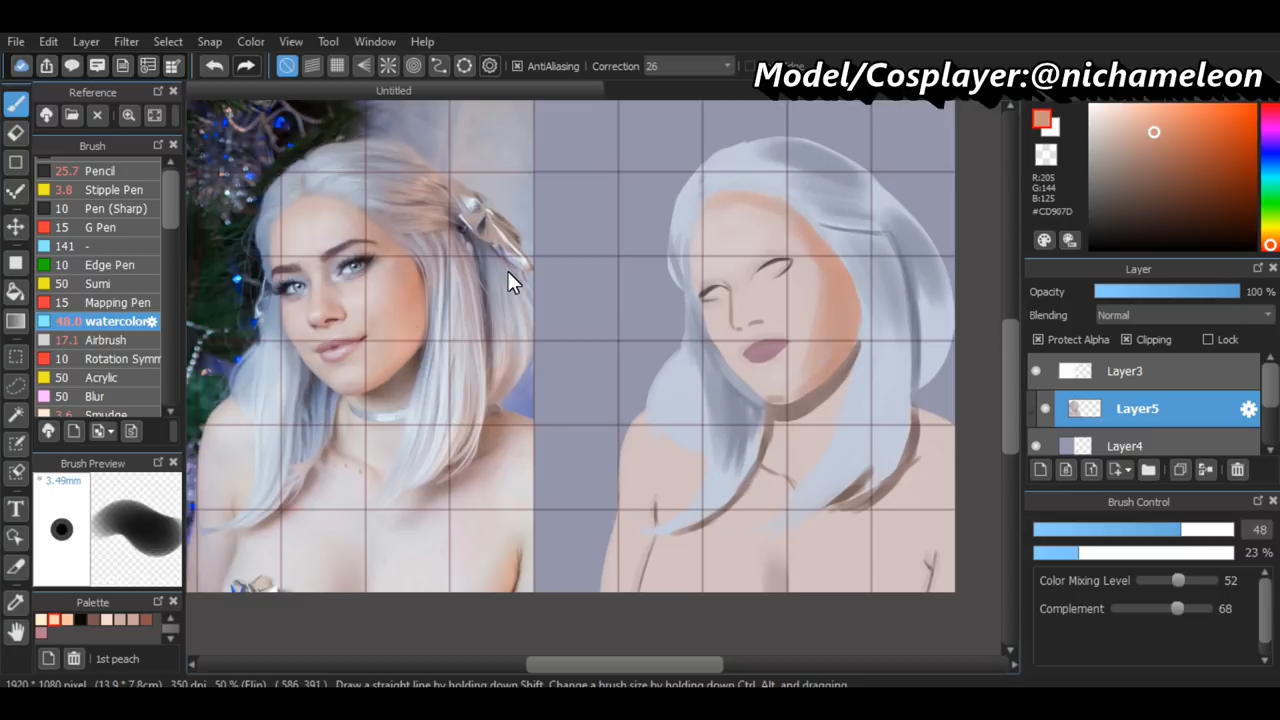 Model/Cosplayer:@nichameleon
File Edit Layer Filter Select Snap Color View Tool Window Help
AntiAliasing Correction 26
Reference
Untitled
Brush
25.7 Pencil
3.8 Stipple Pen
10 Pen (Sharp)
15 G Pen
141 -
10 Edge Pen
50 Sumi
15 Mapping Pen
48.0 watercolor
17.1 Airbrush
10 Rotation Symm
50 Acrylic
50 Blur
3.6 Smudge
Brush Preview
3.49mm
Palette
1st peach
R:205
G:144
B:125
#CD907D
Layer
Opacity 100 %
Blending Normal
Protect Alpha Clipping Lock
Layer3
Layer5
Layer4
Brush Control
48
23 %
Color Mixing Level 52
Complement 68
1920 * 1080 pixel (13.9 * 7.8cm) 350 dpi 50 % (Flip) ( 586, 391 ) Draw a straight line by holding down Shift, Change a brush size by holding down Ctrl, Alt, and dragging